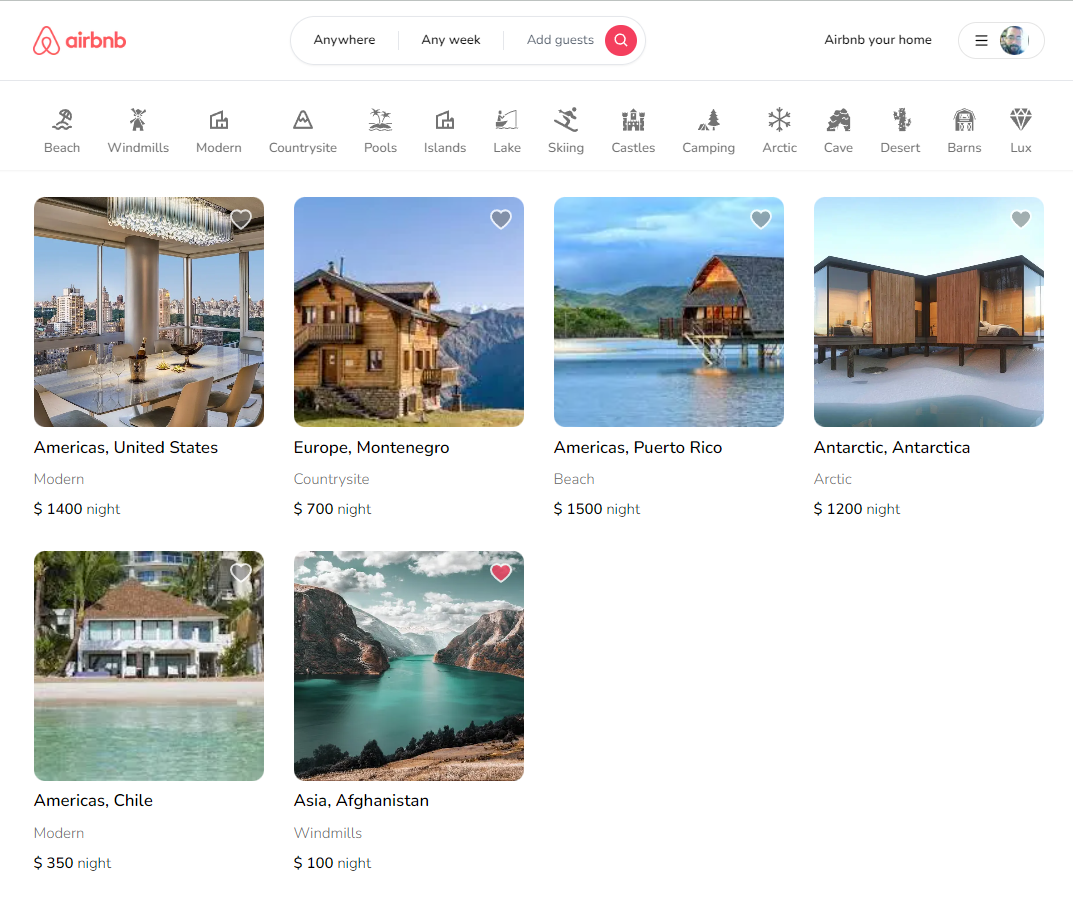 airbnb
Anywhere
Any week
Add guests
Airbnb your home
Beach
Windmills
Modern
Countrysite
Pools
Islands
Lake
Skiing
Castles
Camping
Arctic
Cave
Desert
Barns
Lux
Americas, United States
Modern
$ 1400 night
Europe, Montenegro
Countrysite
$ 700 night
Americas, Puerto Rico
Beach
$ 1500 night
Antarctic, Antarctica
Arctic
$ 1200 night
Americas, Chile
Modern
$ 350 night
Asia, Afghanistan
Windmills
$ 100 night